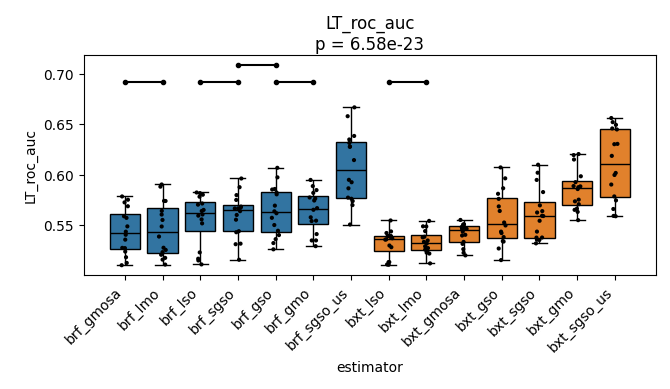 LT_roc_auc
p = 6.58e-23
LT_roc_auc
0.70
0.65
0.60
0.55
brf_gmosa
brf_lmo
brf_lso
brf_sgso
brf_gso
brf_gmo
brf_sgso_us
bxt_lso
bxt_lmo
bxt_gmosa
bxt_gso
bxt_sgso
bxt_gmo
bxt_sgso_us
estimator